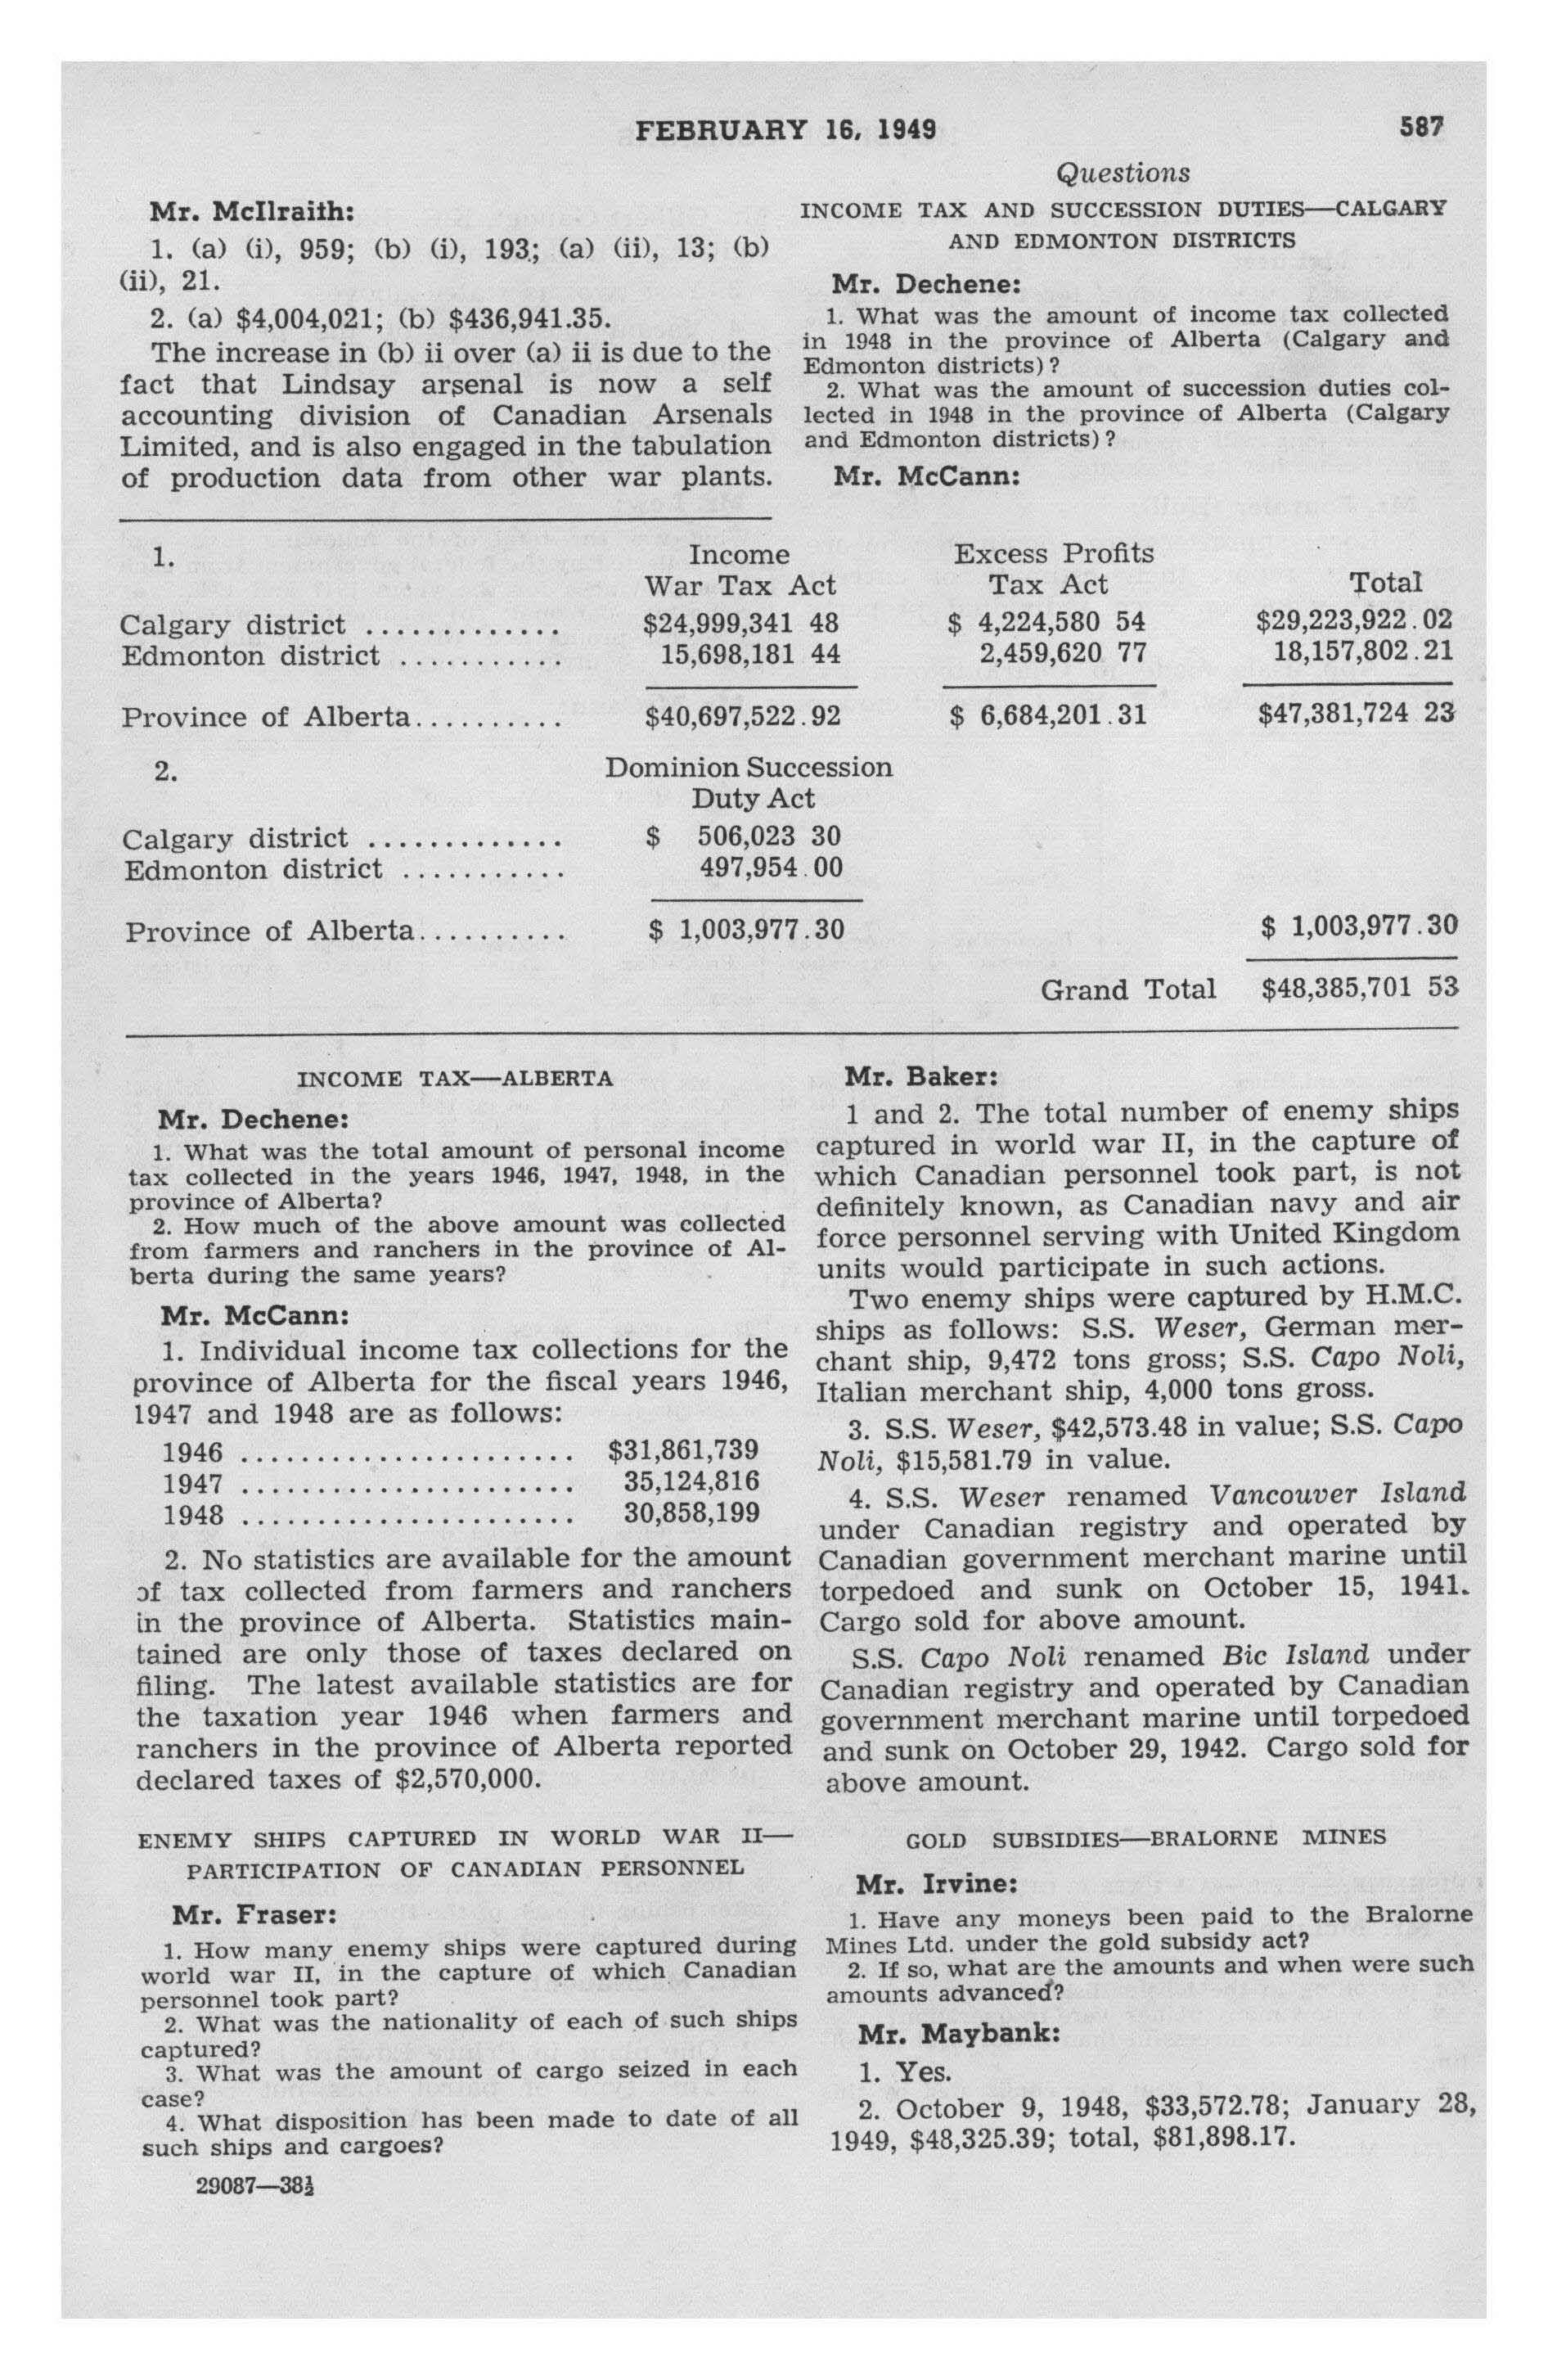 FEBRUARY 16, 1949 587
Questions
Mr. McIlraith:
1. (a) (i), 959; (b) (i), 193; (a) (ii), 13; (b)
(ii), 21.
2. (a) $4,004,021; (b) $436,941.35.
The increase in (b) ii over (a) ii is due to the
fact that Lindsay arsenal is now a self
accounting division of Canadian Arsenals
Limited, and is also engaged in the tabulation
of production data from other war plants.
INCOME TAX AND SUCCESSION DUTIES—CALGARY
AND EDMONTON DISTRICTS
Mr. Dechene:
1. What was the amount of income tax collected
in 1948 in the province of Alberta (Calgary and
Edmonton districts)?
2. What was the amount of succession duties col-
lected in 1948 in the province of Alberta (Calgary
and Edmonton districts)?
Mr. McCann:
1. Income Excess Profits
War Tax Act Tax Act Total
Calgary district ............. $24,999,341 48 $ 4,224,580 54 $29,223,922.02
Edmonton district ........... 15,698,181 44 2,459,620 77 18,157,802.21
Province of Alberta.......... $40,697,522.92 $ 6,684,201.31 $47,381,724 23
2. Dominion Succession
Duty Act
Calgary district ............. $ 506,023 30
Edmonton district ........... 497,954.00
Province of Alberta.......... $ 1,003,977.30 $ 1,003,977.30
Grand Total $48,385,701 53
INCOME TAX—ALBERTA
Mr. Dechene:
1. What was the total amount of personal income
tax collected in the years 1946, 1947, 1948, in the
province of Alberta?
2. How much of the above amount was collected
from farmers and ranchers in the province of Al-
berta during the same years?
Mr. McCann:
1. Individual income tax collections for the
province of Alberta for the fiscal years 1946,
1947 and 1948 are as follows:
1946 ...................... $31,861,739
1947 ...................... 35,124,816
1948 ...................... 30,858,199
2. No statistics are available for the amount
of tax collected from farmers and ranchers
in the province of Alberta. Statistics main-
tained are only those of taxes declared on
filing. The latest available statistics are for
the taxation year 1946 when farmers and
ranchers in the province of Alberta reported
declared taxes of $2,570,000.
ENEMY SHIPS CAPTURED IN WORLD WAR II—
PARTICIPATION OF CANADIAN PERSONNEL
Mr. Fraser:
1. How many enemy ships were captured during
world war II, in the capture of which Canadian
personnel took part?
2. What was the nationality of each of such ships
captured?
3. What was the amount of cargo seized in each
case?
4. What disposition has been made to date of all
such ships and cargoes?
29087—38½
Mr. Baker:
1 and 2. The total number of enemy ships
captured in world war II, in the capture of
which Canadian personnel took part, is not
definitely known, as Canadian navy and air
force personnel serving with United Kingdom
units would participate in such actions.
Two enemy ships were captured by H.M.C.
ships as follows: S.S. Weser, German mer-
chant ship, 9,472 tons gross; S.S. Capo Noli,
Italian merchant ship, 4,000 tons gross.
3. S.S. Weser, $42,573.48 in value; S.S. Capo
Noli, $15,581.79 in value.
4. S.S. Weser renamed Vancouver Island
under Canadian registry and operated by
Canadian government merchant marine until
torpedoed and sunk on October 15, 1941.
Cargo sold for above amount.
S.S. Capo Noli renamed Bic Island under
Canadian registry and operated by Canadian
government merchant marine until torpedoed
and sunk on October 29, 1942. Cargo sold for
above amount.
GOLD SUBSIDIES—BRALORNE MINES
Mr. Irvine:
1. Have any moneys been paid to the Bralorne
Mines Ltd. under the gold subsidy act?
2. If so, what are the amounts and when were such
amounts advanced?
Mr. Maybank:
1. Yes.
2. October 9, 1948, $33,572.78; January 28,
1949, $48,325.39; total, $81,898.17.